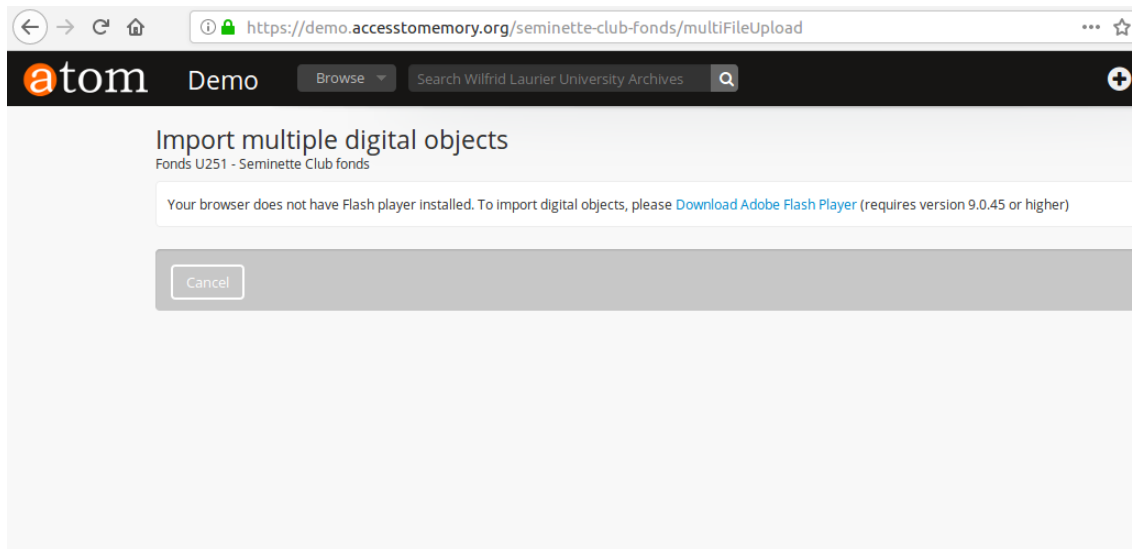 https://demo.accesstomemory.org/seminette-club-fonds/multiFileUpload
atom Demo Browse Search Wilfrid Laurier University Archives
Import multiple digital objects
Fonds U251 - Seminette Club fonds
Your browser does not have Flash player installed. To import digital objects, please Download Adobe Flash Player (requires version 9.0.45 or higher)
Cancel